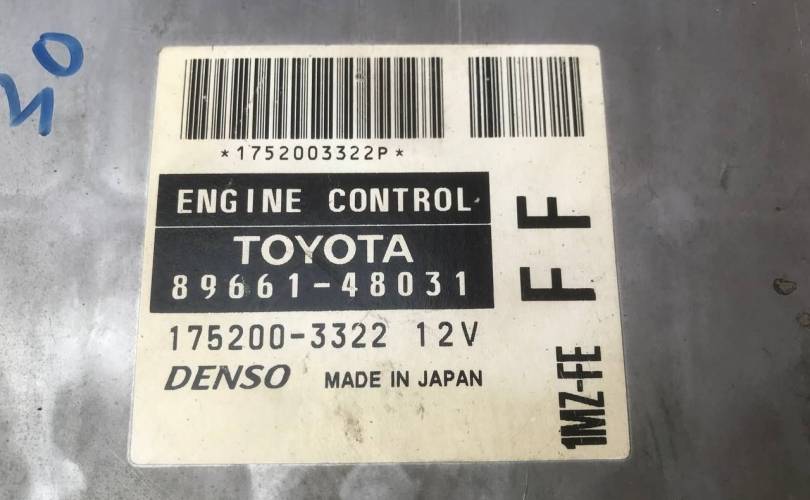 *1752003322P*
ENGINE CONTROL
TOYOTA
89661-48031
175200-3322 12V
DENSO MADE IN JAPAN
FF
1MZ-FE